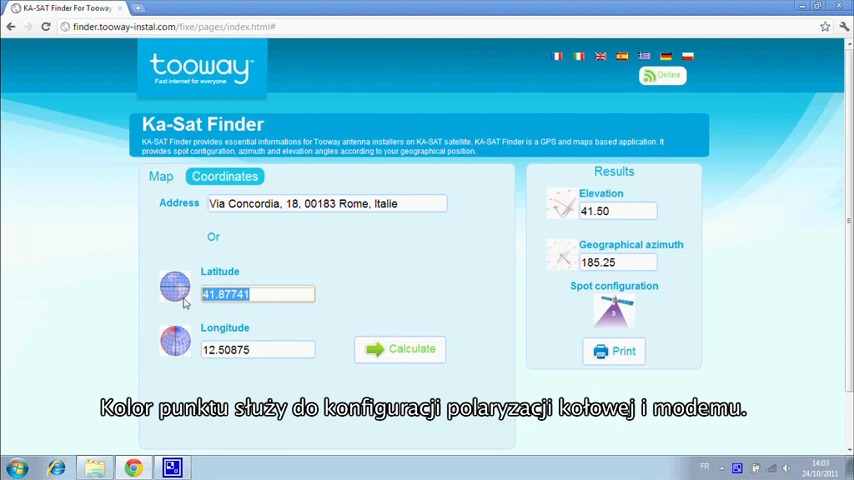 KA-SAT Finder For Tooway
finder.tooway-instal.com/fixe/pages/index.html#
tooway™
Fast internet for everyone
Online
Ka-Sat Finder
KA-SAT Finder provides essential informations for Tooway antenna installers on KA-SAT satellite. KA-SAT Finder is a GPS and maps based application. It
provides spot configuration, azimuth and elevation angles according to your geographical position.
Map Coordinates
Address Via Concordia, 18, 00183 Rome, Italie
Or
Latitude
41.87741
Longitude
12.50875
Calculate
Results
Elevation
41.50
Geographical azimuth
185.25
Spot configuration
3
Print
Kolor punktu służy do konfiguracji polaryzacji kołowej i modemu.
FR
14:03
24/10/2011